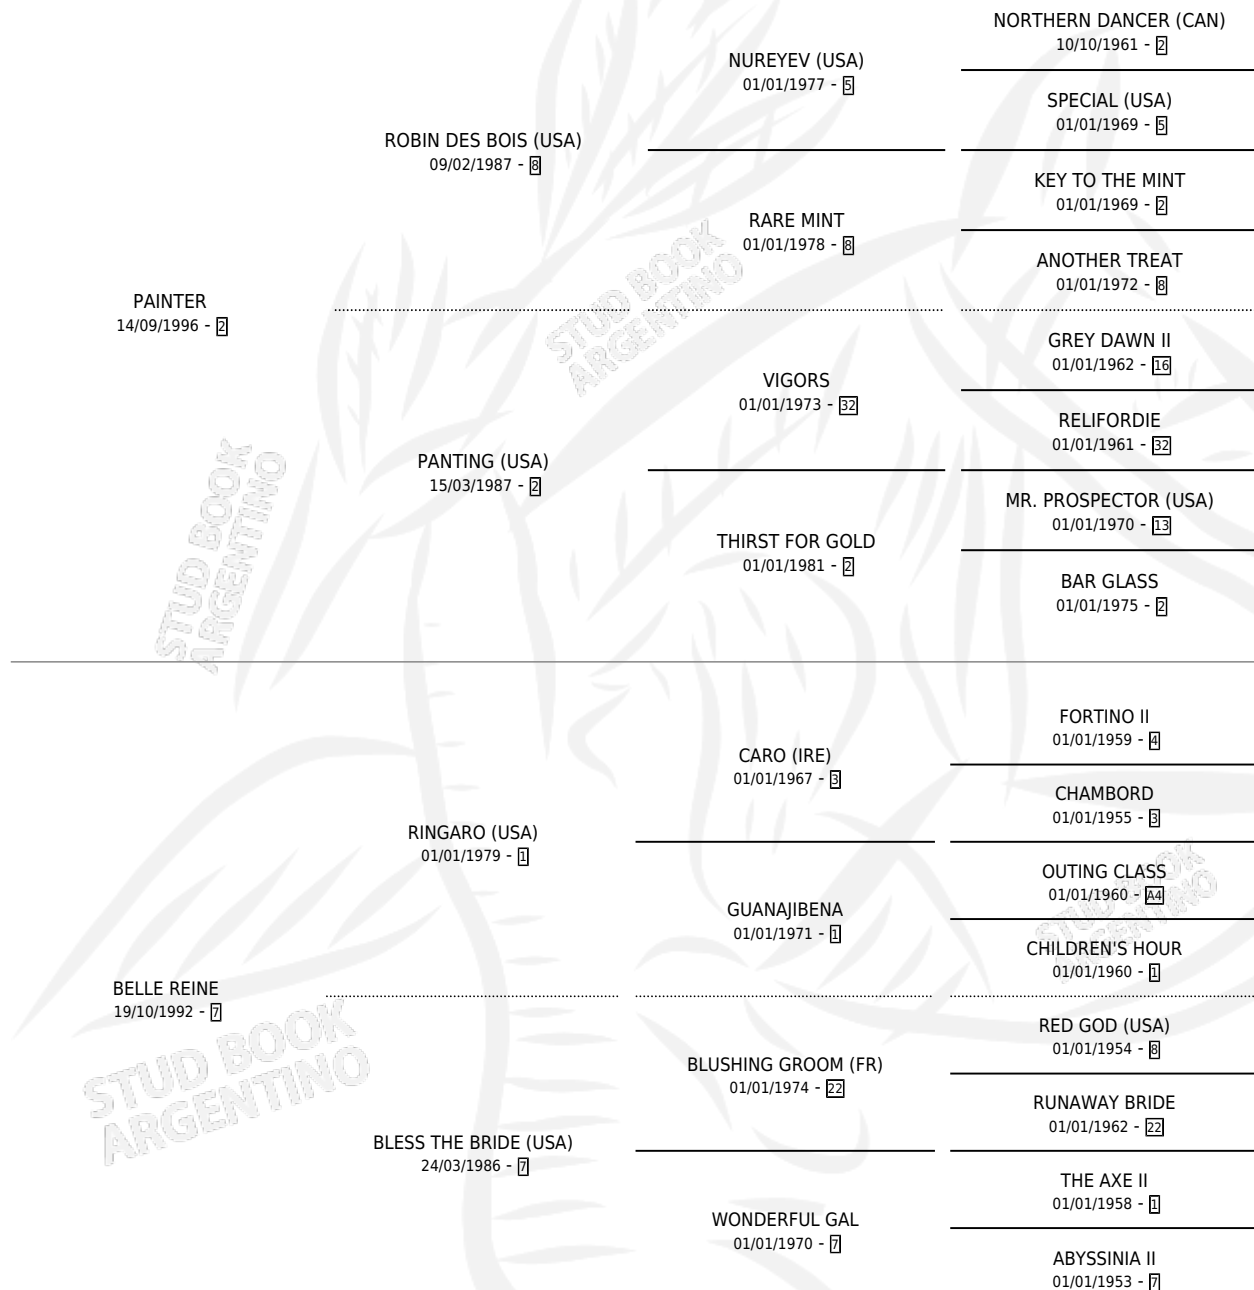 NORTHERN DANCER (CAN)
10/10/1961 - 2
NUREYEV (USA)
01/01/1977 - 5
SPECIAL (USA)
01/01/1969 - 5
ROBIN DES BOIS (USA)
09/02/1987 - 8
KEY TO THE MINT
01/01/1969 - 2
RARE MINT
01/01/1978 - 8
ANOTHER TREAT
01/01/1972 - 8
PAINTER
14/09/1996 - 2
GREY DAWN II
01/01/1962 - 16
VIGORS
01/01/1973 - 32
RELIFORDIE
01/01/1961 - 32
PANTING (USA)
15/03/1987 - 2
MR. PROSPECTOR (USA)
01/01/1970 - 13
THIRST FOR GOLD
01/01/1981 - 2
BAR GLASS
01/01/1975 - 2
FORTINO II
01/01/1959 - 4
CARO (IRE)
01/01/1967 - 3
CHAMBORD
01/01/1955 - 3
RINGARO (USA)
01/01/1979 - 1
OUTING CLASS
01/01/1960 - A4
GUANAJIBENA
01/01/1971 - 1
CHILDREN'S HOUR
01/01/1960 - 1
BELLE REINE
19/10/1992 - 7
RED GOD (USA)
01/01/1954 - 8
BLUSHING GROOM (FR)
01/01/1974 - 22
RUNAWAY BRIDE
01/01/1962 - 22
BLESS THE BRIDE (USA)
24/03/1986 - 7
THE AXE II
01/01/1958 - 1
WONDERFUL GAL
01/01/1970 - 7
ABYSSINIA II
01/01/1953 - 7
STUD BOOK
ARGENTINO
STUD BOOK
ARGENTINO
STUD BOOK
ARGENTINO
STUD BOOK
ARGENTINO